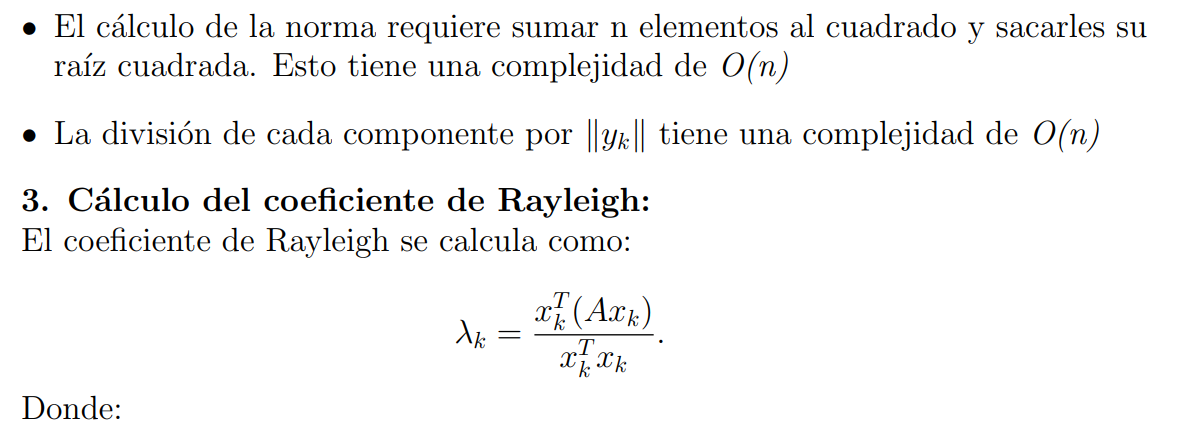 • El cálculo de la norma requiere sumar n elementos al cuadrado y sacarles su
raíz cuadrada. Esto tiene una complejidad de O(n)
• La división de cada componente por ‖yₖ‖ tiene una complejidad de O(n)
3. Cálculo del coeficiente de Rayleigh:
El coeficiente de Rayleigh se calcula como:
λₖ = \frac{x_k^T(Ax_k)}{x_k^T x_k}.
Donde: